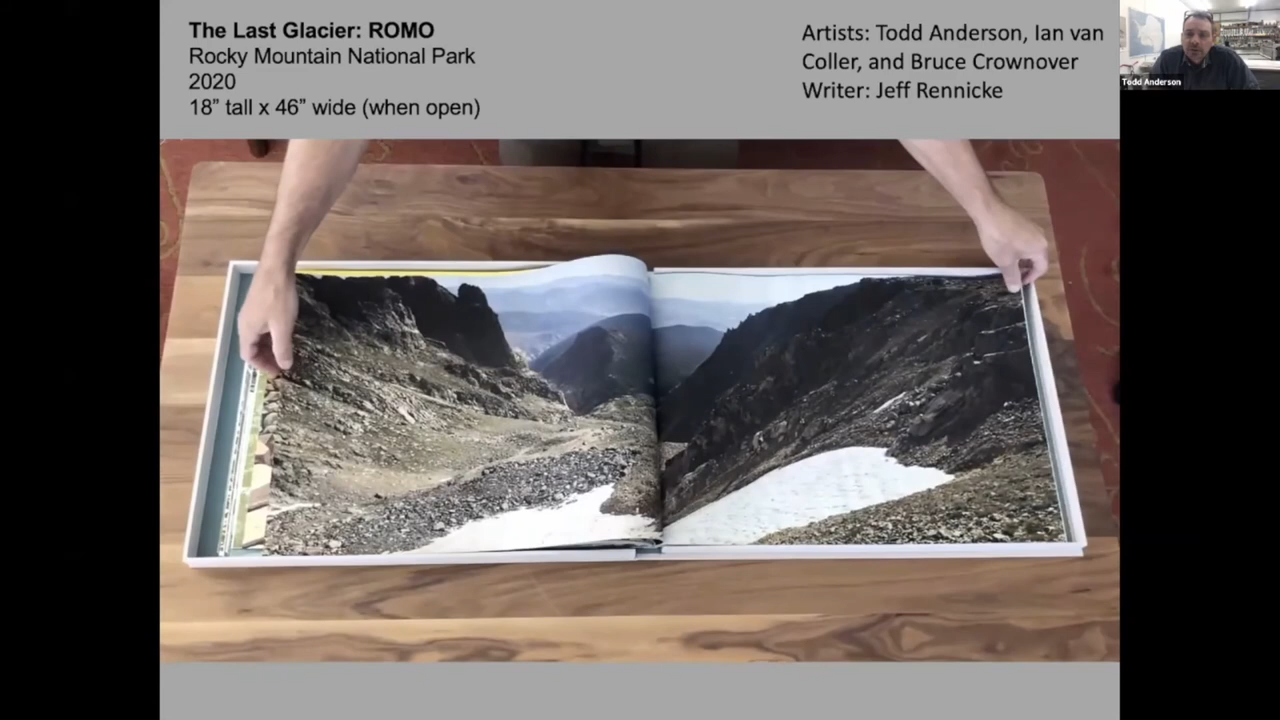 The Last Glacier: ROMO
Rocky Mountain National Park
2020
18” tall x 46” wide (when open)
Artists: Todd Anderson, Ian van
Coller, and Bruce Crownover
Writer: Jeff Rennicke
Todd Anderson